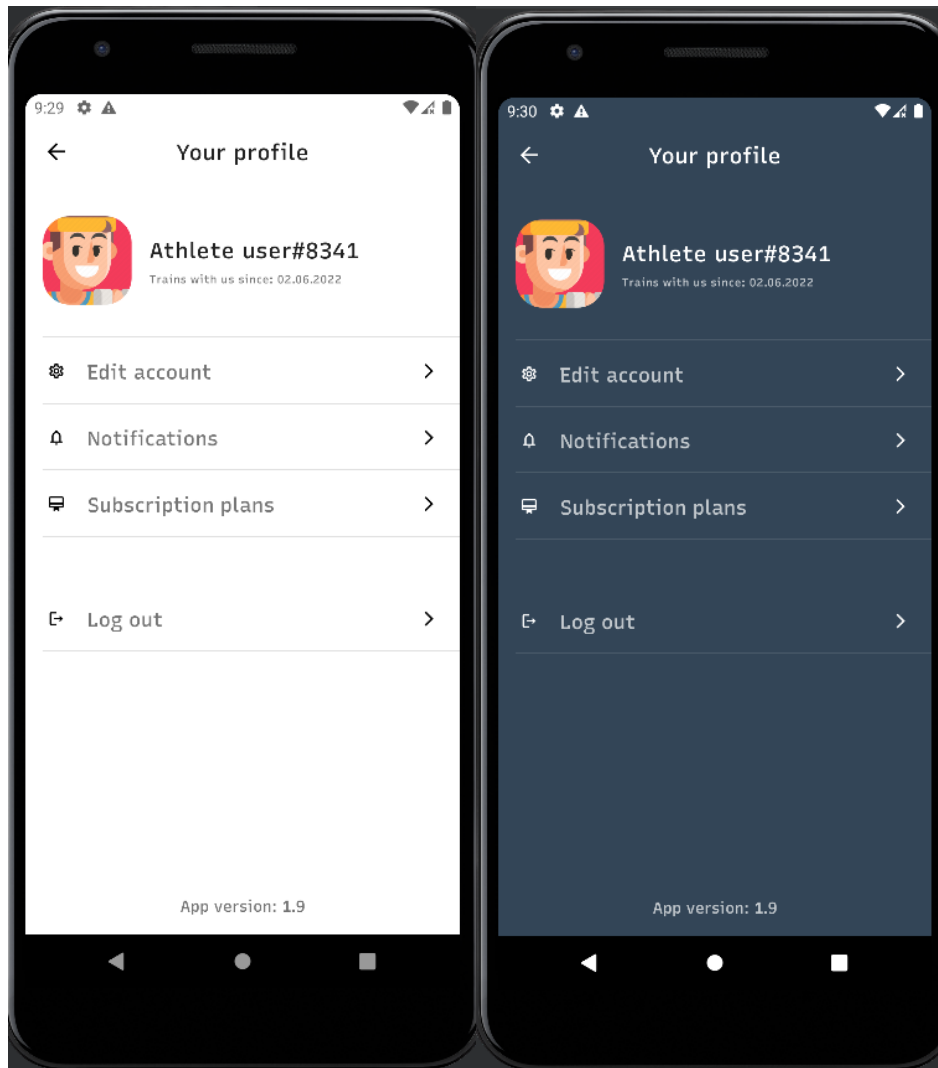 9:29
Your profile
Athlete user#8341
Trains with us since: 02.06.2022
Edit account
Notifications
Subscription plans
Log out
App version: 1.9
9:30
Your profile
Athlete user#8341
Trains with us since: 02.06.2022
Edit account
Notifications
Subscription plans
Log out
App version: 1.9